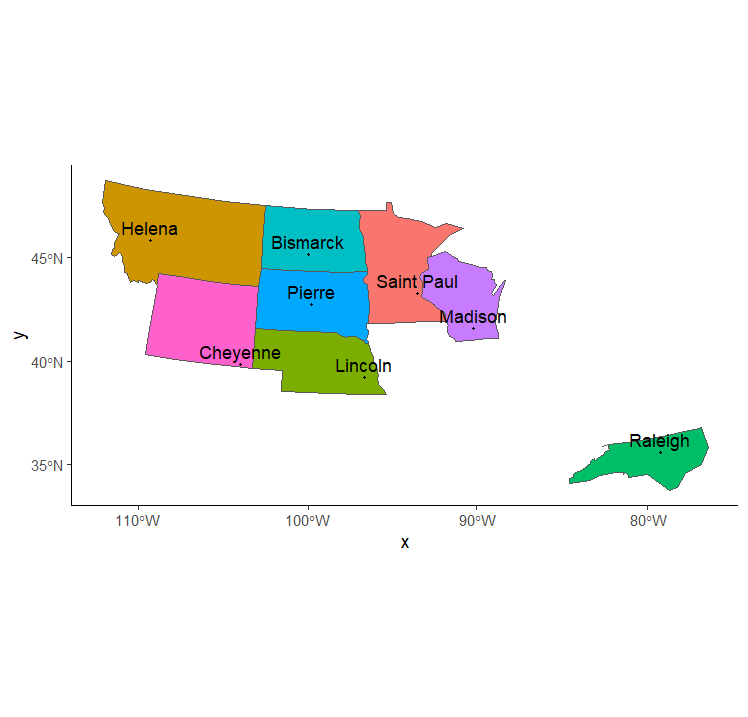 Helena
Bismarck
45°N
Saint Paul
Pierre
Madison
y
Cheyenne
40°N
Lincoln
Raleigh
35°N
110°W 100°W 90°W 80°W
x